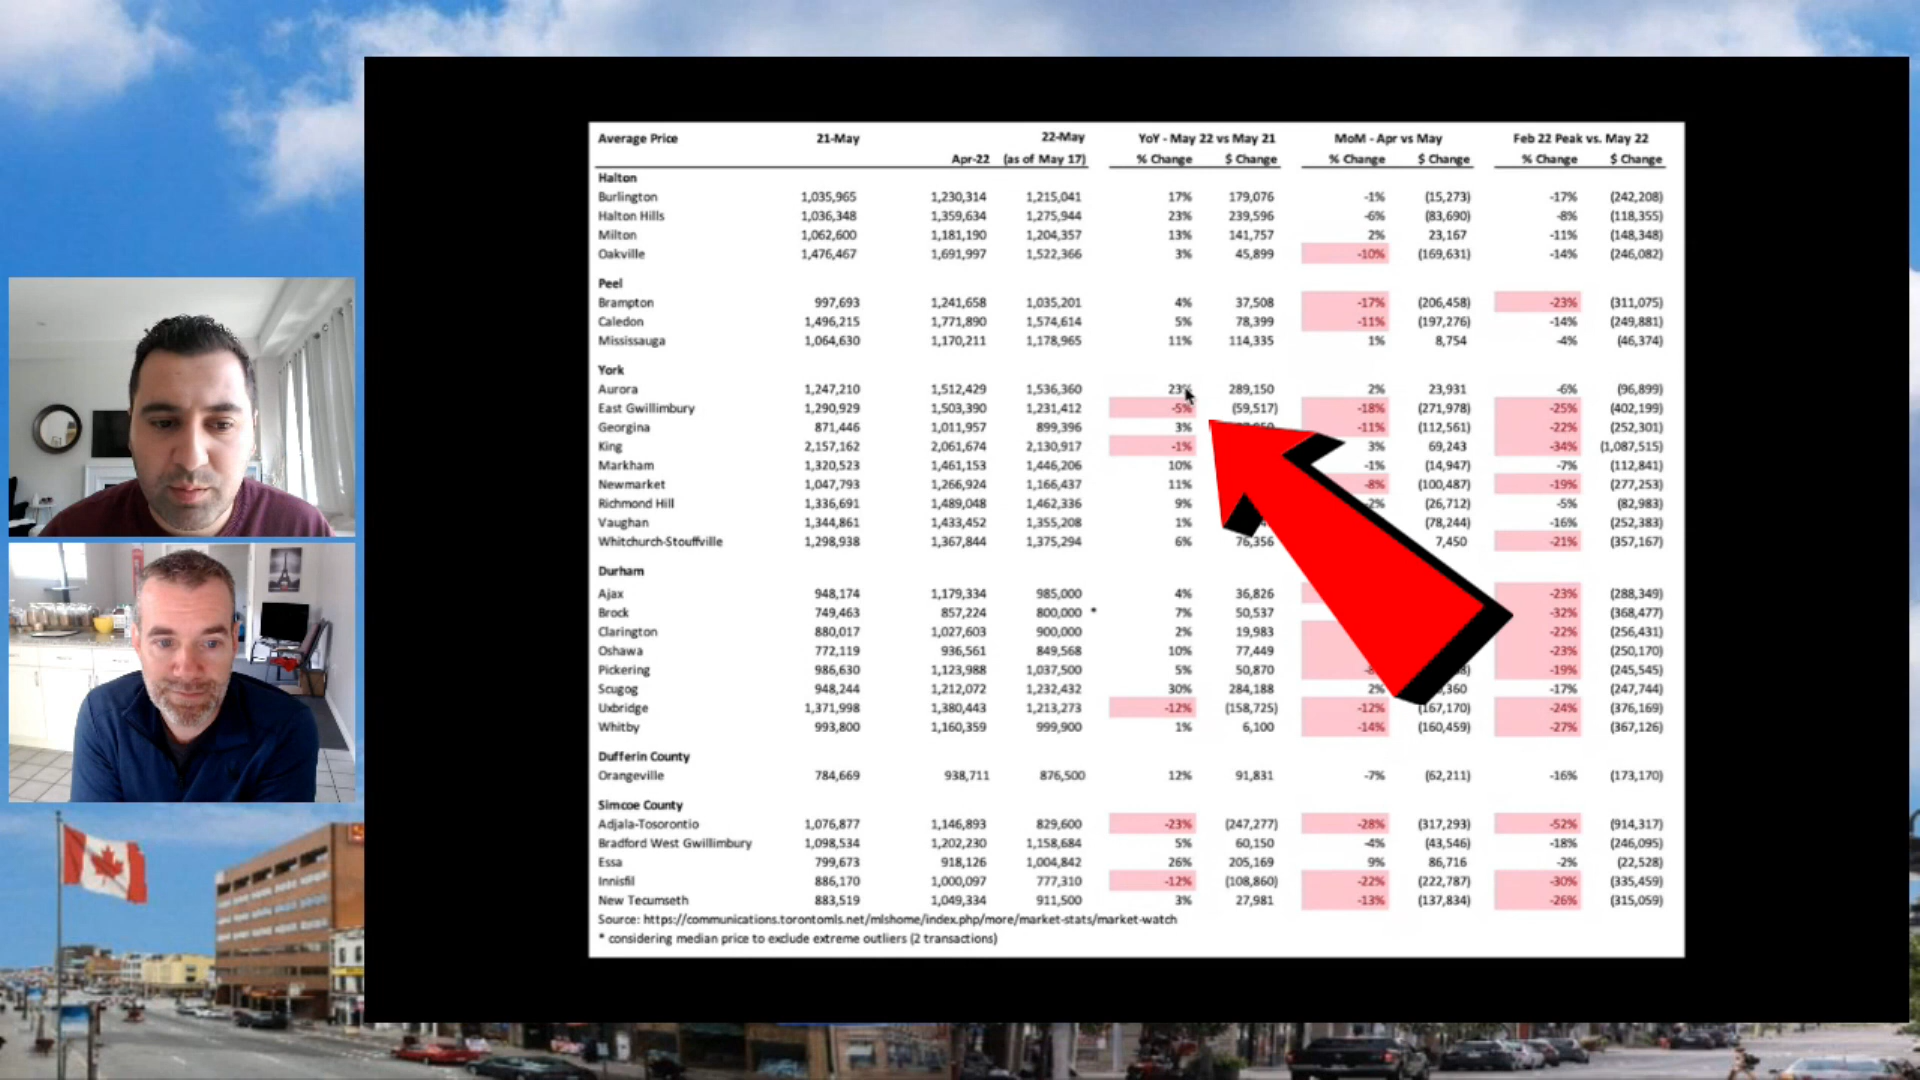 Average Price 21-May 22-May YoY - May 22 vs May 21 MoM - Apr vs May Feb 22 Peak vs. May 22
Apr-22 (as of May 17) % Change $ Change % Change $ Change % Change $ Change
Halton
Burlington 1,035,965 1,230,314 1,215,041 17% 179,076 -1% (15,273) -17% (242,208)
Halton Hills 1,036,348 1,359,634 1,275,944 23% 239,596 -6% (83,690) -8% (118,355)
Milton 1,062,600 1,181,190 1,204,357 13% 141,757 2% 23,167 -11% (148,348)
Oakville 1,476,467 1,691,997 1,522,366 3% 45,899 -10% (169,631) -14% (246,082)
Peel
Brampton 997,693 1,241,658 1,035,201 4% 37,508 -17% (206,458) -23% (311,075)
Caledon 1,496,215 1,771,890 1,574,614 5% 78,399 -11% (197,276) -14% (249,881)
Mississauga 1,064,630 1,170,211 1,178,965 11% 114,335 1% 8,754 -4% (46,374)
York
Aurora 1,247,210 1,512,429 1,536,360 23% 289,150 2% 23,931 -6% (96,899)
East Gwillimbury 1,290,929 1,503,390 1,231,412 -5% (59,517) -18% (271,978) -25% (402,199)
Georgina 871,446 1,011,957 899,396 3% -11% (112,561) -22% (252,301)
King 2,157,162 2,061,674 2,130,917 -1% 3% 69,243 -34% (1,087,515)
Markham 1,320,523 1,461,153 1,446,206 10% -1% (14,947) -7% (112,841)
Newmarket 1,047,793 1,266,924 1,166,437 11% -8% (100,487) -19% (277,253)
Richmond Hill 1,336,691 1,489,048 1,462,336 9% -2% (26,712) -5% (82,983)
Vaughan 1,344,861 1,433,452 1,355,208 1% (78,244) -16% (252,383)
Whitchurch-Stouffville 1,298,938 1,367,844 1,375,294 6% 76,356 7,450 -21% (357,167)
Durham
Ajax 948,174 1,179,334 985,000 4% 36,826 -23% (288,349)
Brock 749,463 857,224 800,000 * 7% 50,537 -32% (368,477)
Clarington 880,017 1,027,603 900,000 2% 19,983 -22% (256,431)
Oshawa 772,119 936,561 849,568 10% 77,449 -23% (250,170)
Pickering 986,630 1,123,988 1,037,500 5% 50,870 -19% (245,545)
Scugog 948,244 1,212,072 1,232,432 30% 284,188 2% -17% (247,744)
Uxbridge 1,371,998 1,380,443 1,213,273 -12% (158,725) -12% (167,170) -24% (376,169)
Whitby 993,800 1,160,359 999,900 1% 6,100 -14% (160,459) -27% (367,126)
Dufferin County
Orangeville 784,669 938,711 876,500 12% 91,831 -7% (62,211) -16% (173,170)
Simcoe County
Adjala-Tosorontio 1,076,877 1,146,893 829,600 -23% (247,277) -28% (317,293) -52% (914,317)
Bradford West Gwillimbury 1,098,534 1,202,230 1,158,684 5% 60,150 -4% (43,546) -18% (246,095)
Essa 799,673 918,126 1,004,842 26% 205,169 9% 86,716 -2% (22,528)
Innisfil 886,170 1,000,097 777,310 -12% (108,860) -22% (222,787) -30% (335,459)
New Tecumseth 883,519 1,049,334 911,500 3% 27,981 -13% (137,834) -26% (315,059)
Source: https://communications.torontomls.net/mlshome/index.php/more/market-stats/market-watch
* considering median price to exclude extreme outliers (2 transactions)